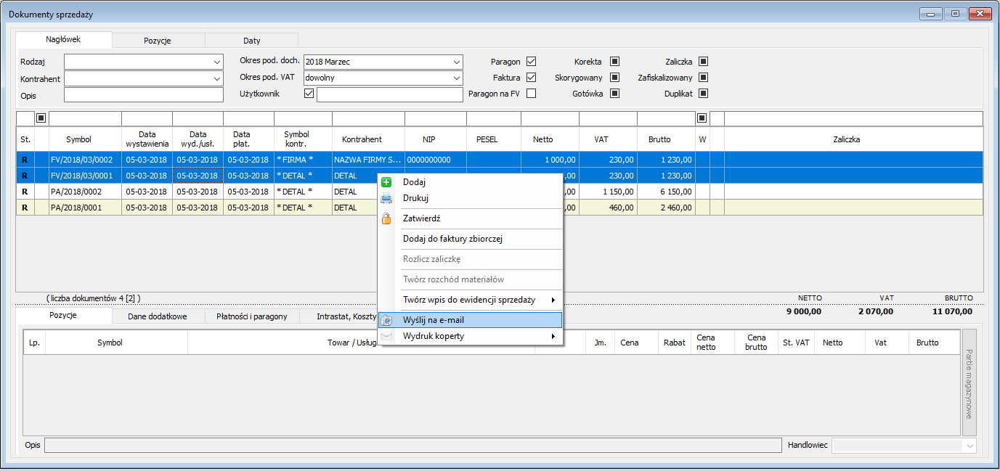 Dokumenty sprzedaży
Nagłówek Pozycje Daty
Rodzaj Okres pod. doch. 2018 Marzec Paragon Korekta Zaliczka
Kontrahent Okres pod. VAT dowolny Faktura Skorygowany Zafiskalizowany
Opis Użytkownik Paragon na FV Gotówka Duplikat
St. Symbol Data wystawienia Data wyd./usł. Data płat. Symbol kontr. Kontrahent NIP PESEL Netto VAT Brutto W Zaliczka
R FV/2018/03/0002 05-03-2018 05-03-2018 05-03-2018 * FIRMA * NAZWA FIRMY S... 0000000000 1 000,00 230,00 1 230,00
R FV/2018/03/0001 05-03-2018 05-03-2018 05-03-2018 * DETAL * DETAL 00,00 230,00 1 230,00
R PA/2018/0002 05-03-2018 05-03-2018 05-03-2018 * DETAL * DETAL ,00 1 150,00 6 150,00
R PA/2018/0001 05-03-2018 05-03-2018 05-03-2018 * DETAL * DETAL ,00 460,00 2 460,00
Dodaj
Drukuj
Zatwierdź
Dodaj do faktury zbiorczej
Rozlicz zaliczkę
Twórz rozchód materiałów
Twórz wpis do ewidencji sprzedaży
Wyślij na e-mail
Wydruk koperty
( liczba dokumentów 4 [2] ) NETTO VAT BRUTTO
9 000,00 2 070,00 11 070,00
Pozycje Dane dodatkowe Płatności i paragony Intrastat, Koszty
Lp. Symbol Towar / Usług Jm. Cena Rabat Cena netto Cena brutto St. VAT Netto Vat Brutto
Partie magazynowe
Opis Handlowiec